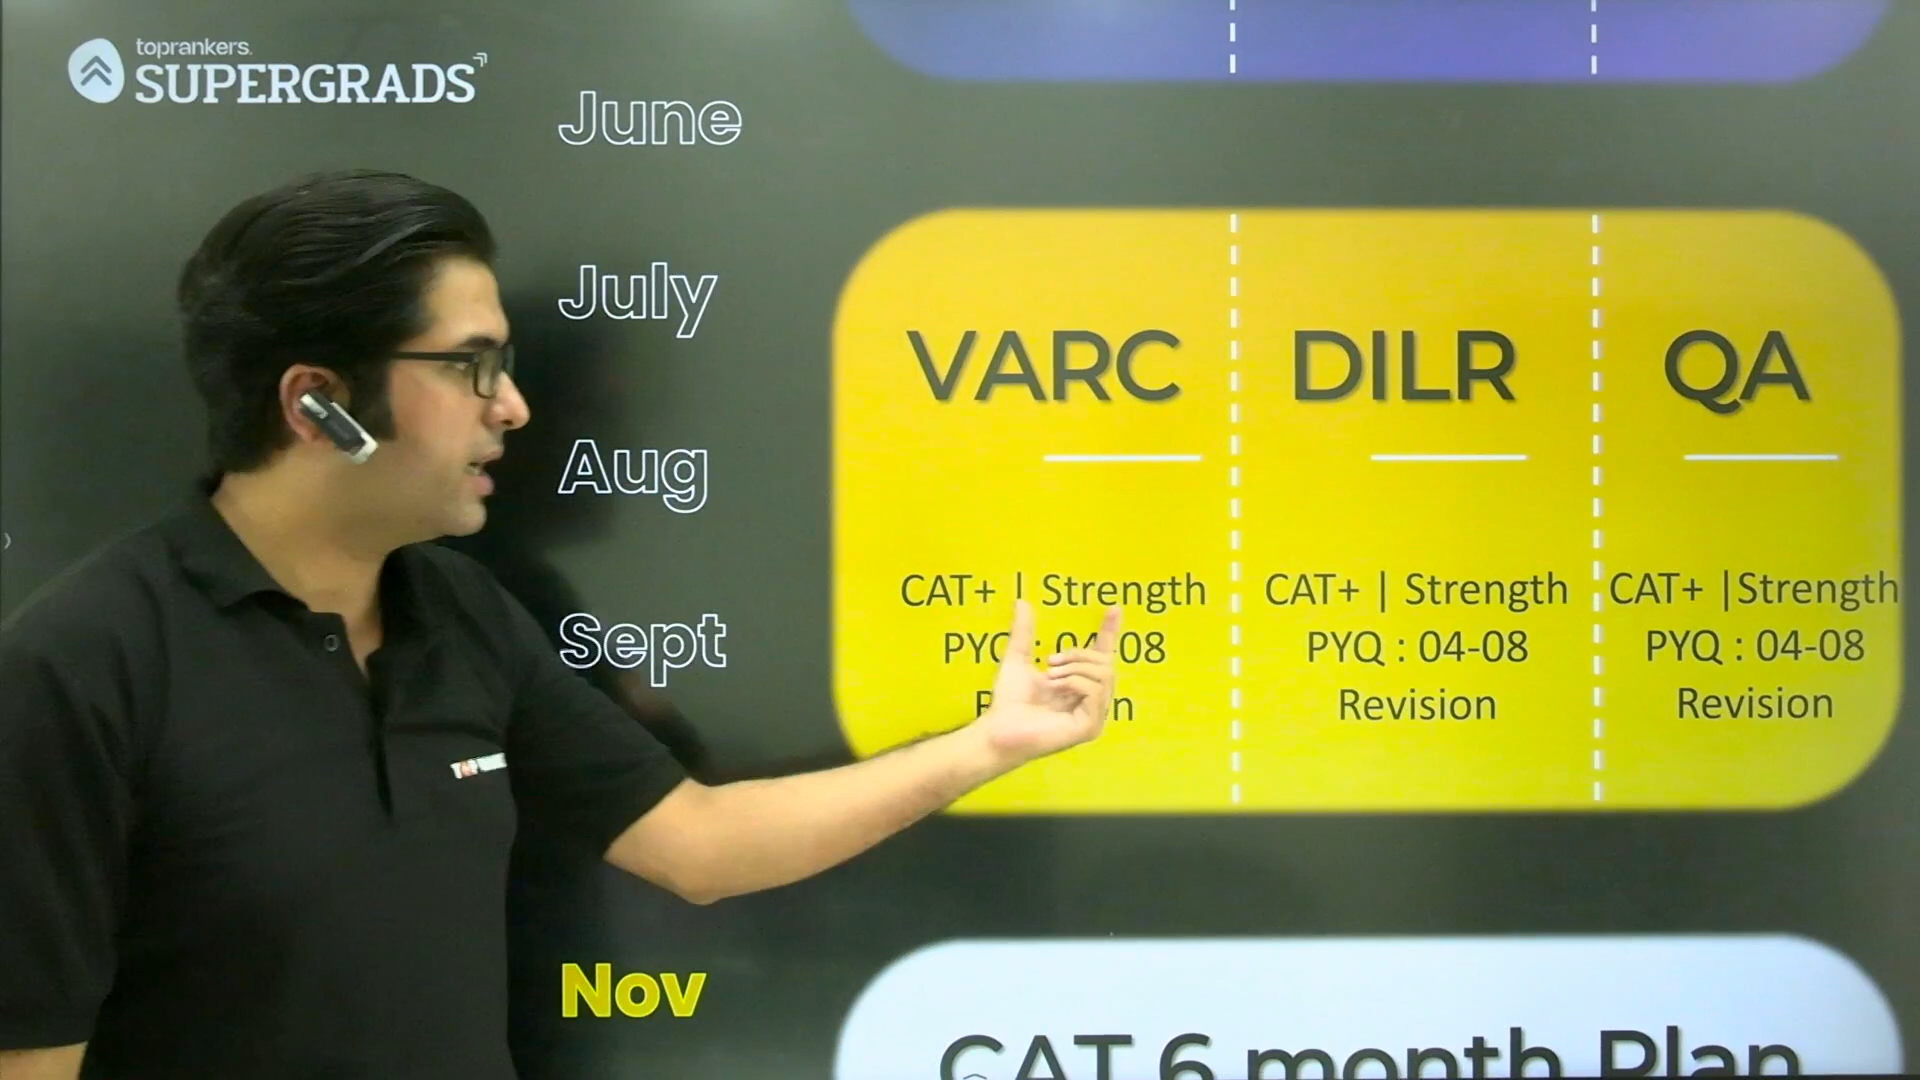 toprankers.
SUPERGRADS
June
July
Aug
Sept
Nov
VARC
CAT+ | Strength
PYQ : 04-08
DILR
CAT+ | Strength
PYQ : 04-08
Revision
QA
CAT+ |Strength
PYQ : 04-08
Revision
CAT 6 month Plan